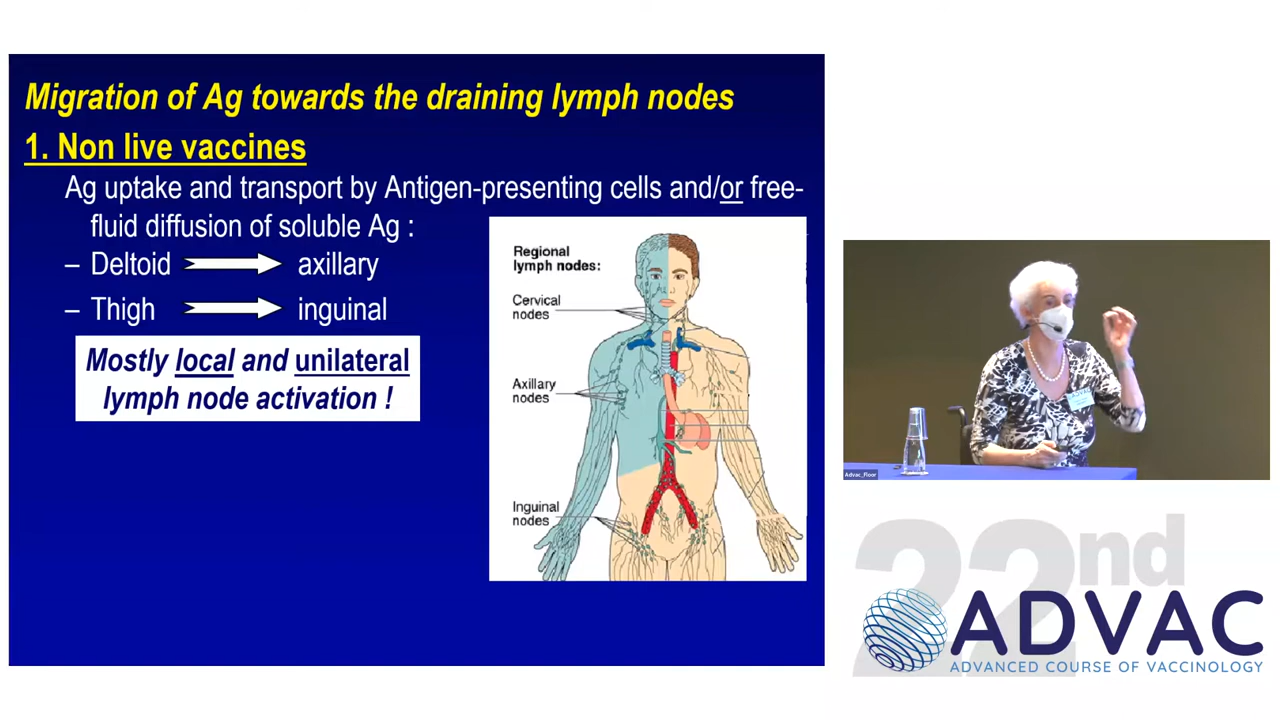 Migration of Ag towards the draining lymph nodes
1. Non live vaccines
Ag uptake and transport by Antigen-presenting cells and/or free-
fluid diffusion of soluble Ag :
– Deltoid
axillary
– Thigh
inguinal
Mostly local and unilateral
lymph node activation !
Regional
lymph nodes:
Cervical
nodes
Axillary
nodes
Inguinal
nodes
Advac_Floor
22nd
ADVAC
ADVANCED COURSE OF VACCINOLOGY